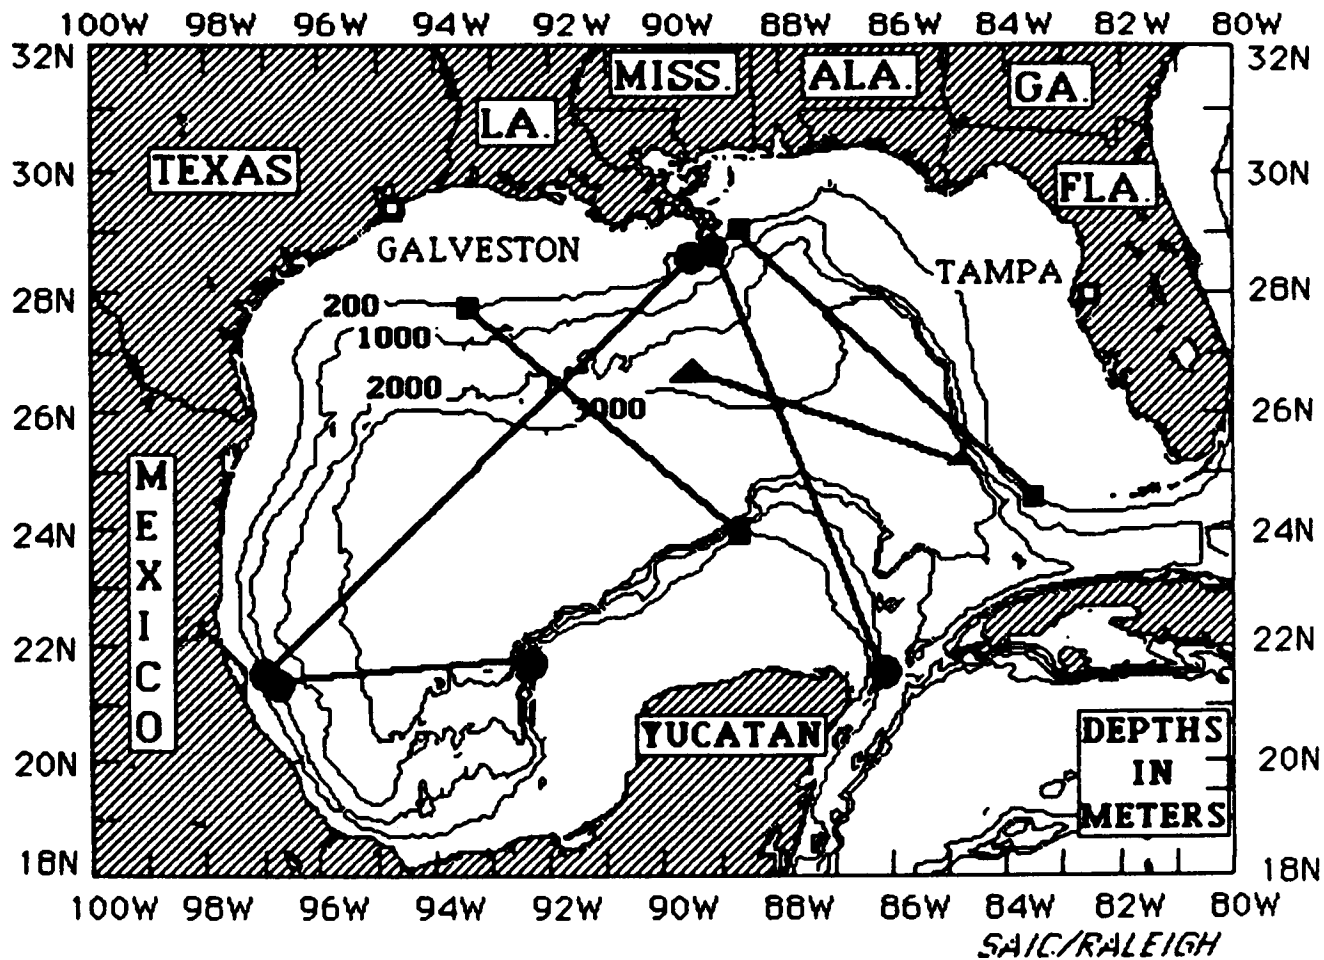 100W 98W 96W 94W 92W 90W 88W 86W 84W 82W 80W
32N 32N
MISS. ALA. GA.
LA.
TEXAS
30N 30N
FLA.
GALVESTON
TAMPA
28N 28N
200
1000
2000
26N 3000 26N
MEXICO
24N 24N
22N 22N
YUCATAN
DEPTHS
IN
METERS
20N 20N
18N 18N
100W 98W 96W 94W 92W 90W 88W 86W 84W 82W 80W
SAIC/RALEIGH